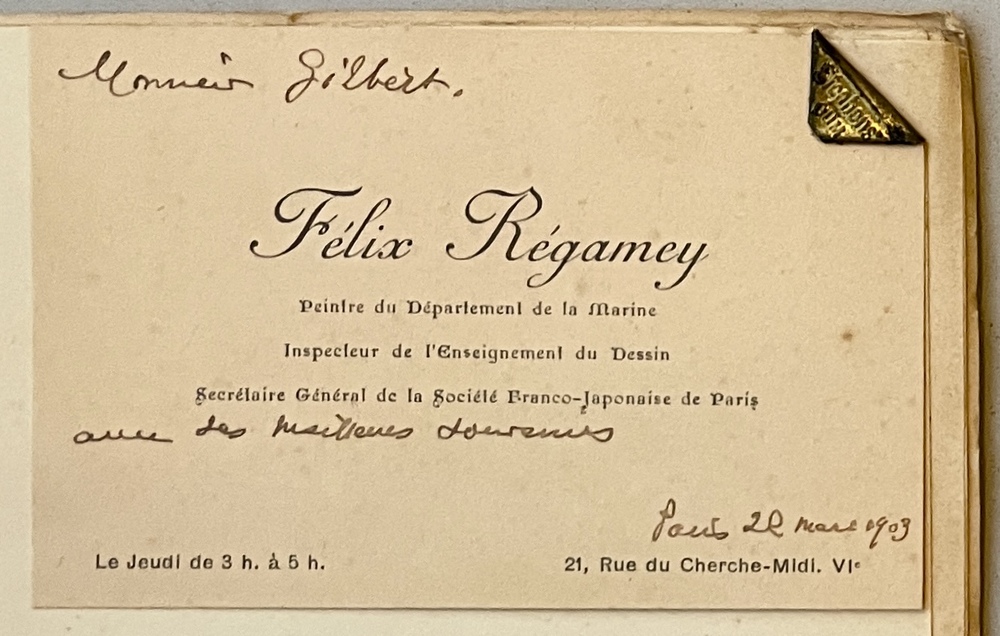 Monsieur Gilbert.
Félix Régamey
Peintre du Département de la Marine
Inspecteur de l'Enseignement du Dessin
Secrétaire Général de la Société Franco-Japonaise de Paris
avec ses meilleurs souvenirs
Paris mars 1903
Le Jeudi de 3 h. à 5 h.
21, Rue du Cherche-Midi. VIe